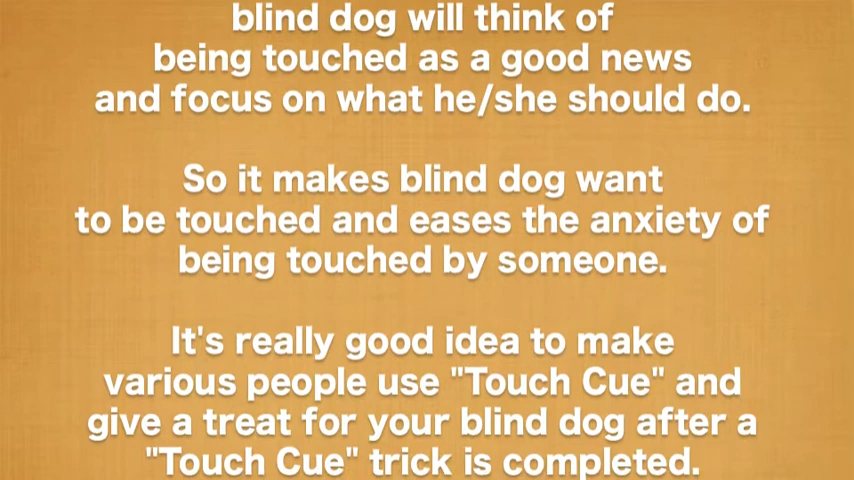 blind dog will think of
being touched as a good news
and focus on what he/she should do.
So it makes blind dog want
to be touched and eases the anxiety of
being touched by someone.
It's really good idea to make
various people use "Touch Cue" and
give a treat for your blind dog after a
"Touch Cue" trick is completed.